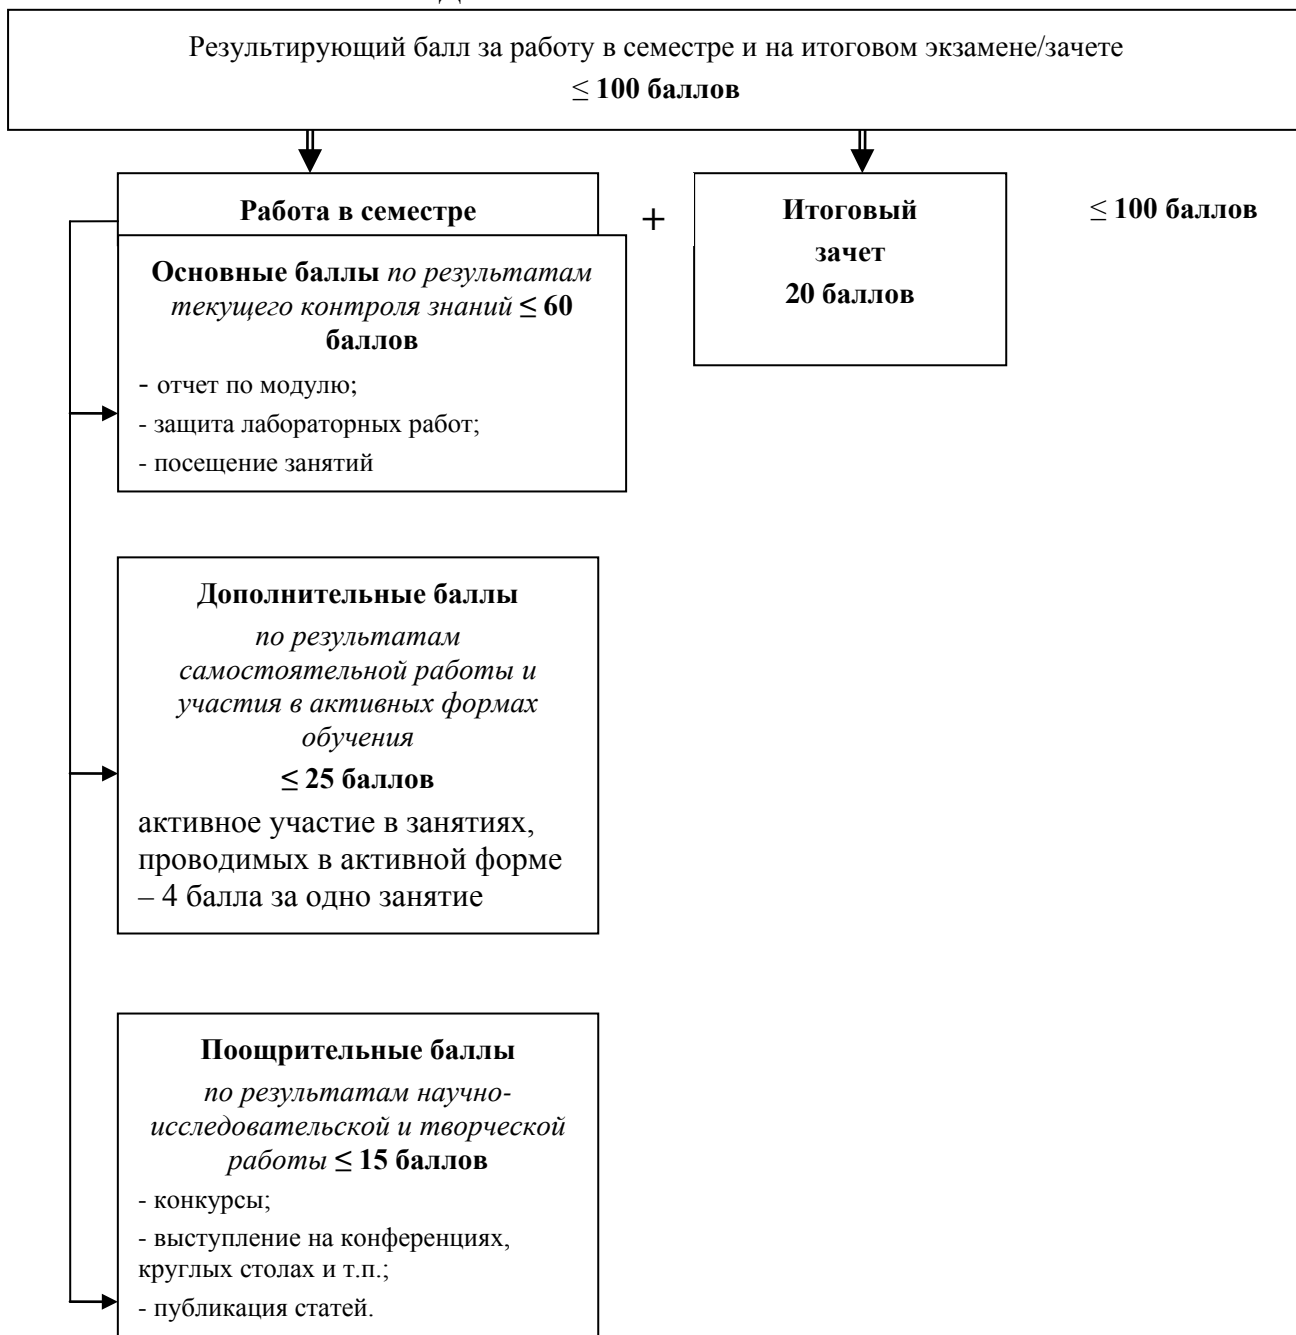 Результирующий балл за работу в семестре и на итоговом экзамене/зачете
≤ 100 баллов
Работа в семестре
+
Итоговый
зачет
20 баллов
≤ 100 баллов
Основные баллы по результатам
текущего контроля знаний ≤ 60
баллов
- отчет по модулю;
- защита лабораторных работ;
- посещение занятий
Дополнительные баллы
по результатам
самостоятельной работы и
участия в активных формах
обучения
≤ 25 баллов
активное участие в занятиях,
проводимых в активной форме
– 4 балла за одно занятие
Поощрительные баллы
по результатам научно-
исследовательской и творческой
работы ≤ 15 баллов
- конкурсы;
- выступление на конференциях,
круглых столах и т.п.;
- публикация статей.